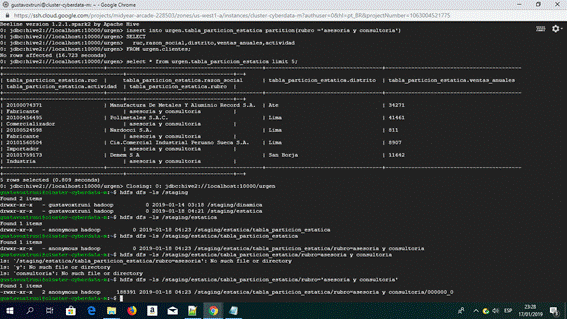 gustavoxtruni@cluster-cyberdata-m: ~ - Google Chrome
https://ssh.cloud.google.com/projects/midyear-arcade-228503/zones/us-west1-a/instances/cluster-cyberdata-m?authuser=0&hl=pt_BR&projectNumber=1063004521775
Beeline version 1.2.1.spark2 by Apache Hive
0: jdbc:hive2://localhost:10000/urgen> insert into urgen.tabla_particion_estatica partition(rubro ='asesoria y consultoria')
0: jdbc:hive2://localhost:10000/urgen> SELECT
0: jdbc:hive2://localhost:10000/urgen>   ruc,razon_social,distrito,ventas_anuales,actividad
0: jdbc:hive2://localhost:10000/urgen> FROM urgen.clientes;
No rows affected (16.723 seconds)
0: jdbc:hive2://localhost:10000/urgen> select * from urgen.tabla_particion_estatica limit 5;
| tabla_particion_estatica.ruc | tabla_particion_estatica.razon_social | tabla_particion_estatica.distrito | tabla_particion_estatica.ventas_anuales
| tabla_particion_estatica.actividad | tabla_particion_estatica.rubro |
| 20100074371 | Manufactura De Metales Y Aluminio Record S.A. | Ate | 34271
| Fabricante | asesoria y consultoria |
| 20100456495 | Polimetales S.A.C. | Lima | 41461
| Comercializador | asesoria y consultoria |
| 20100524598 | Nardocci S.A. | Lima | 811
| Fabricante | asesoria y consultoria |
| 20101560504 | Cia.Comercial Industrial Peruano Sueca S.A. | Lima | 8907
| Importador | asesoria y consultoria |
| 20101759173 | Demem S A | San Borja | 11642
| Industria | asesoria y consultoria |
5 rows selected (0.809 seconds)
0: jdbc:hive2://localhost:10000/urgen> Closing: 0: jdbc:hive2://localhost:10000/urgen
gustavoxtruni@cluster-cyberdata-m:~$ hdfs dfs -ls /staging
Found 2 items
drwxr-xr-x   - gustavoxtruni hadoop          0 2019-01-14 03:18 /staging/dinamica
drwxr-xr-x   - gustavoxtruni hadoop          0 2019-01-18 04:21 /staging/estatica
gustavoxtruni@cluster-cyberdata-m:~$ hdfs dfs -ls /staging/estatica
Found 1 items
drwxr-xr-x   - anonymous hadoop          0 2019-01-18 04:23 /staging/estatica/tabla_particion_estatica
gustavoxtruni@cluster-cyberdata-m:~$ hdfs dfs -ls /staging/estatica/tabla_particion_estatica
Found 1 items
drwxr-xr-x   - anonymous hadoop          0 2019-01-18 04:23 /staging/estatica/tabla_particion_estatica/rubro=asesoria y consultoria
gustavoxtruni@cluster-cyberdata-m:~$ hdfs dfs -ls /staging/estatica/tabla_particion_estatica/rubro=asesoria y consultoria
ls: `/staging/estatica/tabla_particion_estatica/rubro=asesoria': No such file or directory
ls: `y': No such file or directory
ls: `consultoria': No such file or directory
gustavoxtruni@cluster-cyberdata-m:~$ hdfs dfs -ls /staging/estatica/tabla_particion_estatica/rubro='asesoria y consultoria'
Found 1 items
-rwxr-xr-x   2 anonymous hadoop     188391 2019-01-18 04:23 /staging/estatica/tabla_particion_estatica/rubro=asesoria y consultoria/000000_0
gustavoxtruni@cluster-cyberdata-m:~$
ESP
23:28
17/01/2019